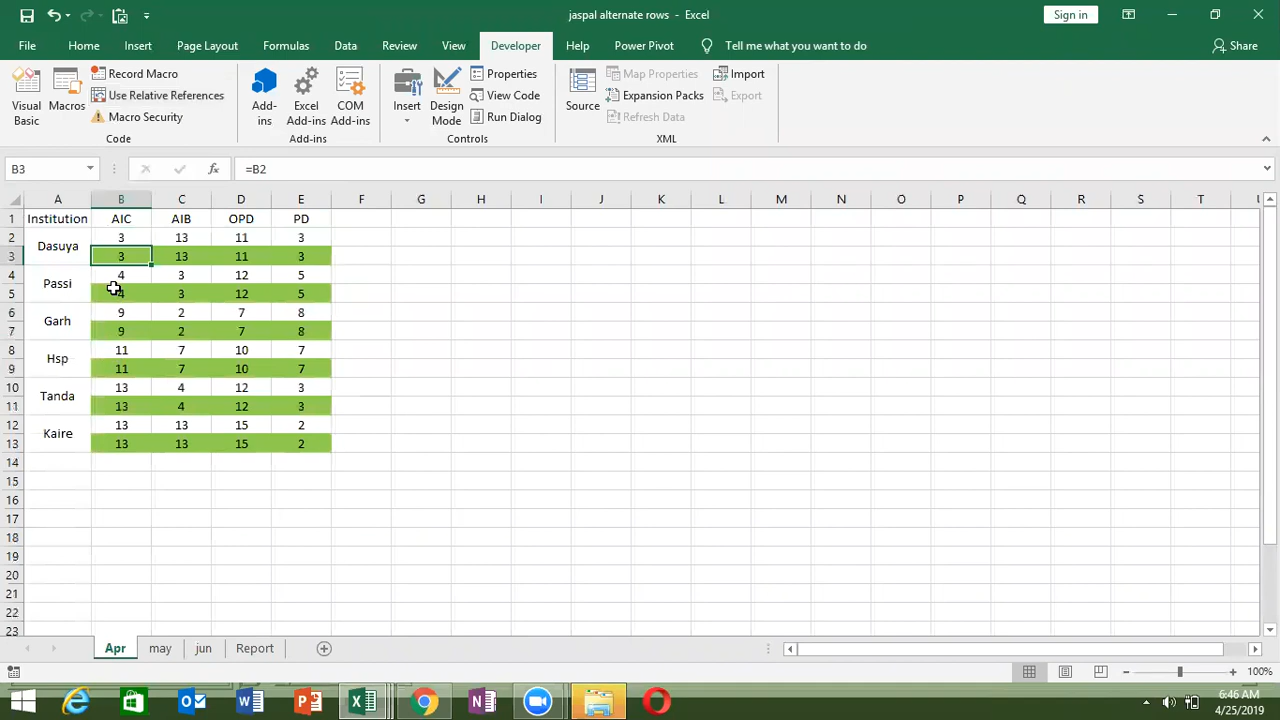 jaspal alternate rows - Excel
Sign in
File Home Insert Page Layout Formulas Data Review View Developer Help Power Pivot Tell me what you want to do Share
Visual Basic
Macros
Record Macro
Use Relative References
Macro Security
Code
Add-ins
Excel Add-ins
COM Add-ins
Add-ins
Insert
Design Mode
Properties
View Code
Run Dialog
Controls
Source
Map Properties
Expansion Packs
Refresh Data
Import
Export
XML
B3 fx =B2
A B C D E F G H I J K L M N O P Q R S T U
1 Institution AIC AIB OPD PD
2 Dasuya 3 13 11 3
3 3 13 11 3
4 Passi 4 3 12 5
5 4 3 12 5
6 Garh 9 2 7 8
7 9 2 7 8
8 Hsp 11 7 10 7
9 11 7 10 7
10 Tanda 13 4 12 3
11 13 4 12 3
12 Kaire 13 13 15 2
13 13 13 15 2
14
15
16
17
18
19
20
21
22
23
Apr may jun Report
100%
6:46 AM
4/25/2019